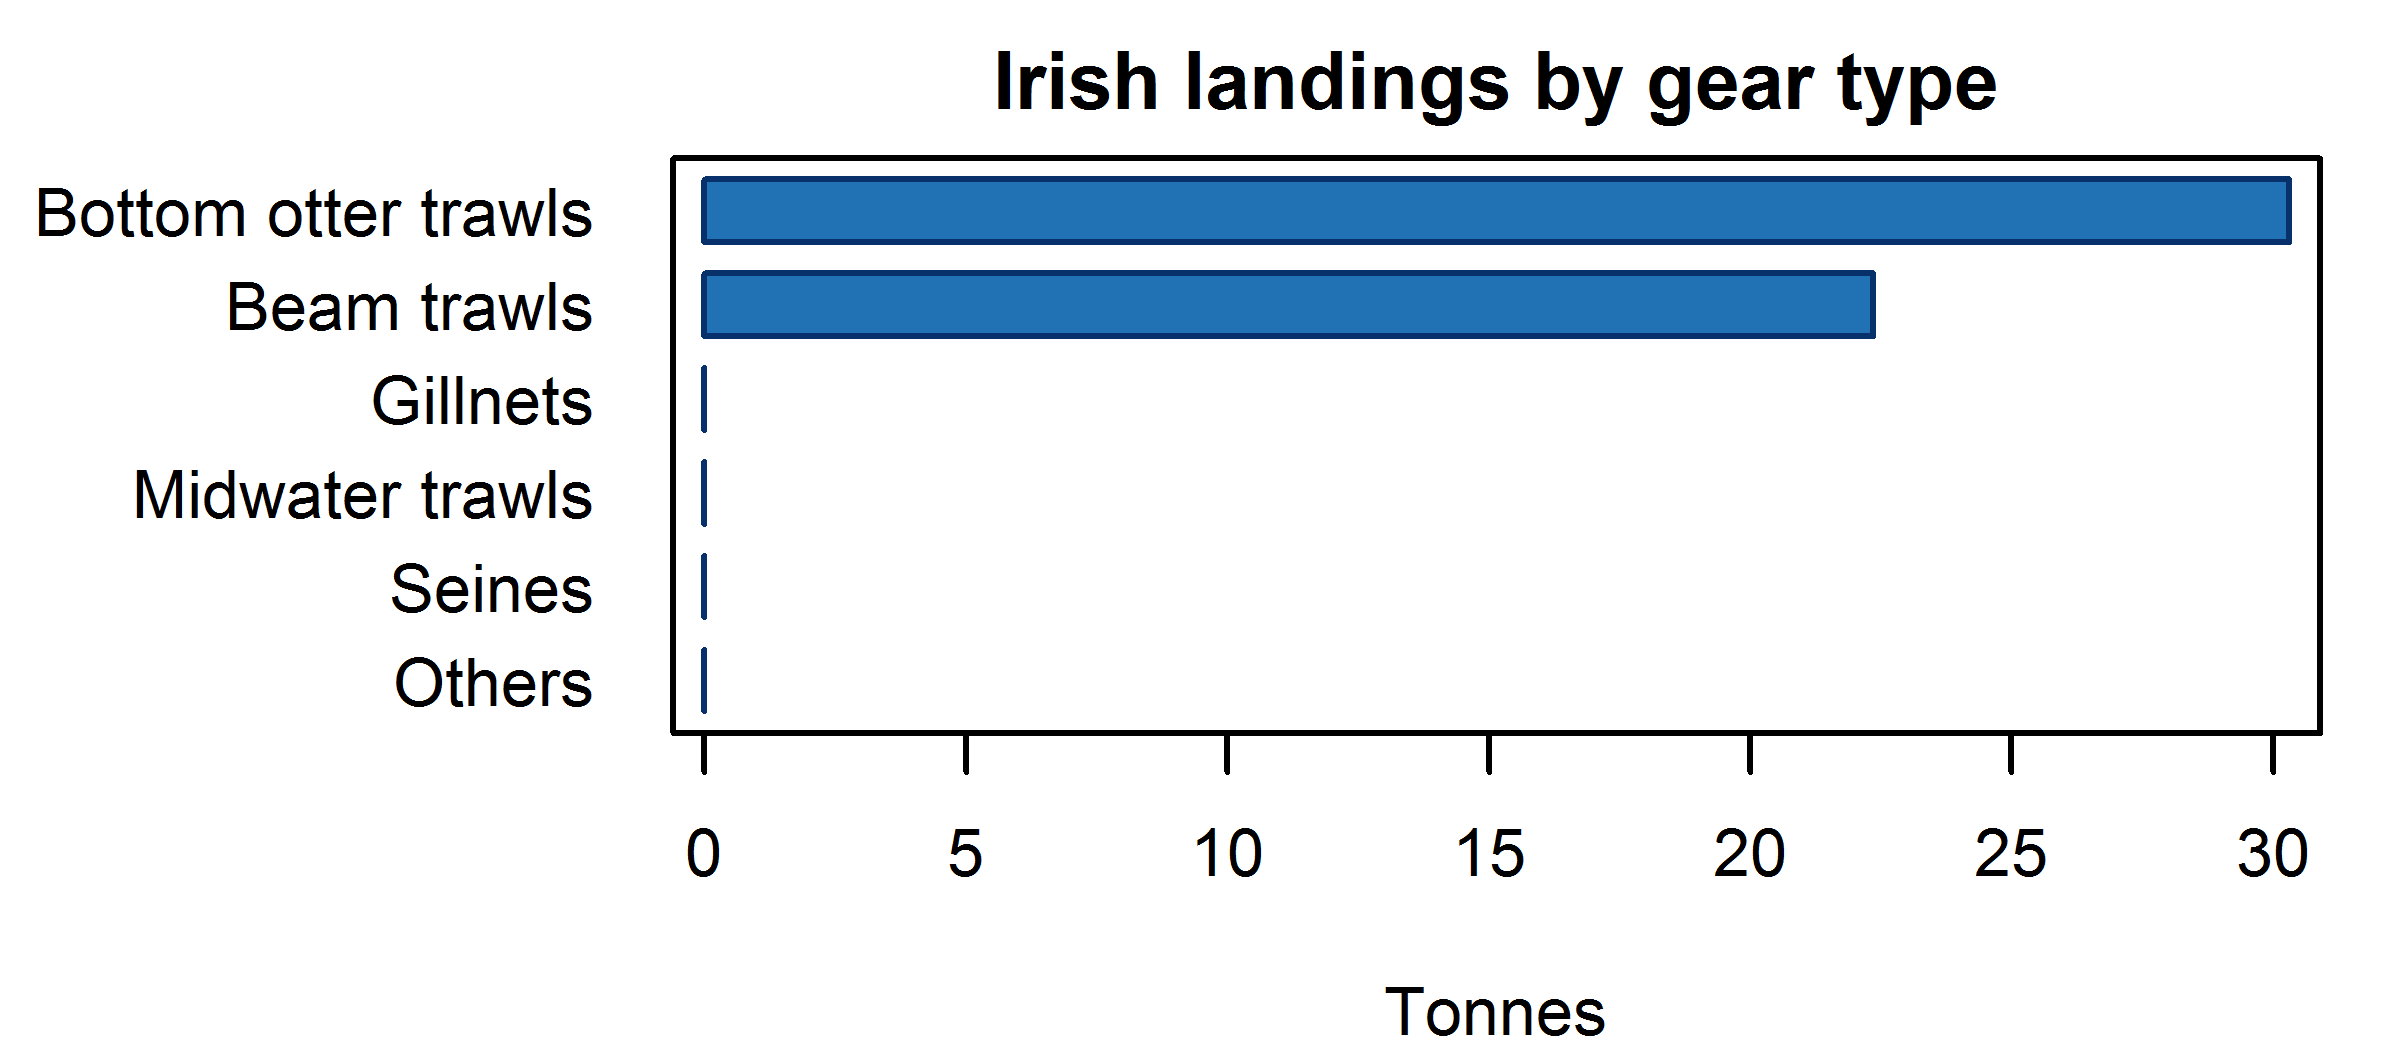 Irish landings by gear type
Bottom otter trawls
Beam trawls
Gillnets
Midwater trawls
Seines
Others
0 5 10 15 20 25 30
Tonnes